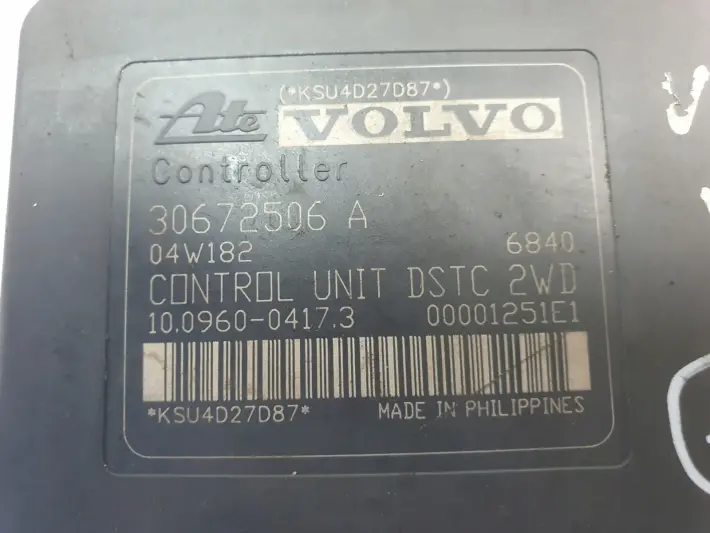 (*KSU4D27D87*)
Ate VOLVO
Controller
30672506 A
04W182 6840
CONTROL UNIT DSTC 2WD
10.0960-0417.3 00001251E1
*KSU4D27D87* MADE IN PHILIPPINES